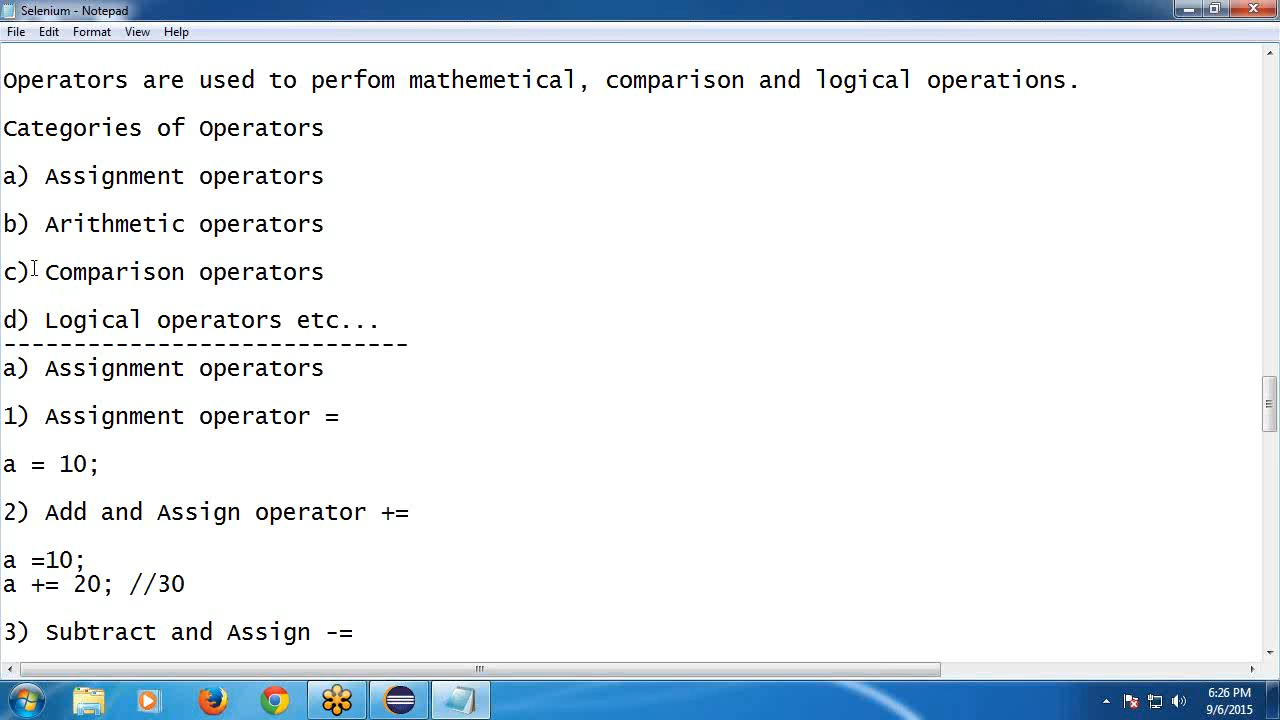 Selenium - Notepad
File Edit Format View Help
Operators are used to perfom mathemetical, comparison and logical operations.
Categories of Operators
a) Assignment operators
b) Arithmetic operators
c) Comparison operators
d) Logical operators etc...
-----------------------------
a) Assignment operators
1) Assignment operator =
a = 10;
2) Add and Assign operator +=
a =10;
a += 20; //30
3) Subtract and Assign -=
6:26 PM
9/6/2015